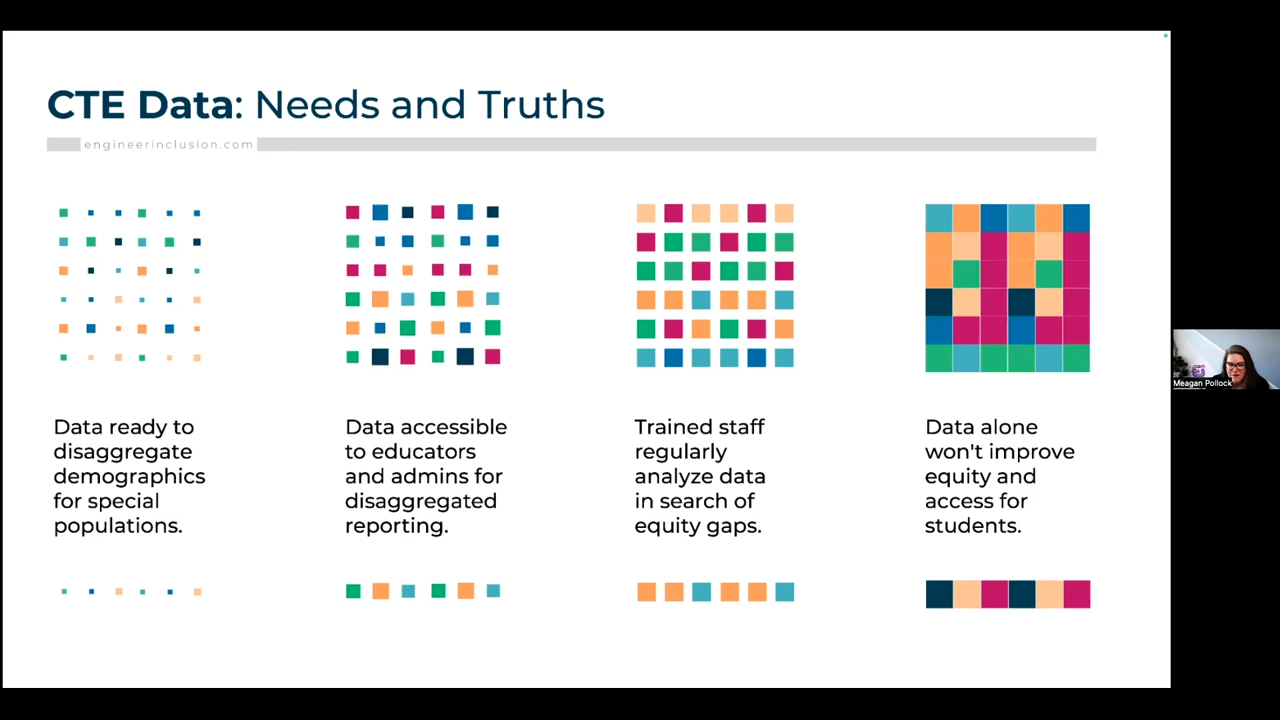 CTE Data: Needs and Truths
engineerinclusion.com
Data ready to
disaggregate
demographics
for special
populations.
Data accessible
to educators
and admins for
disaggregated
reporting.
Trained staff
regularly
analyze data
in search of
equity gaps.
Data alone
won't improve
equity and
access for
students.
Meagan Pollock